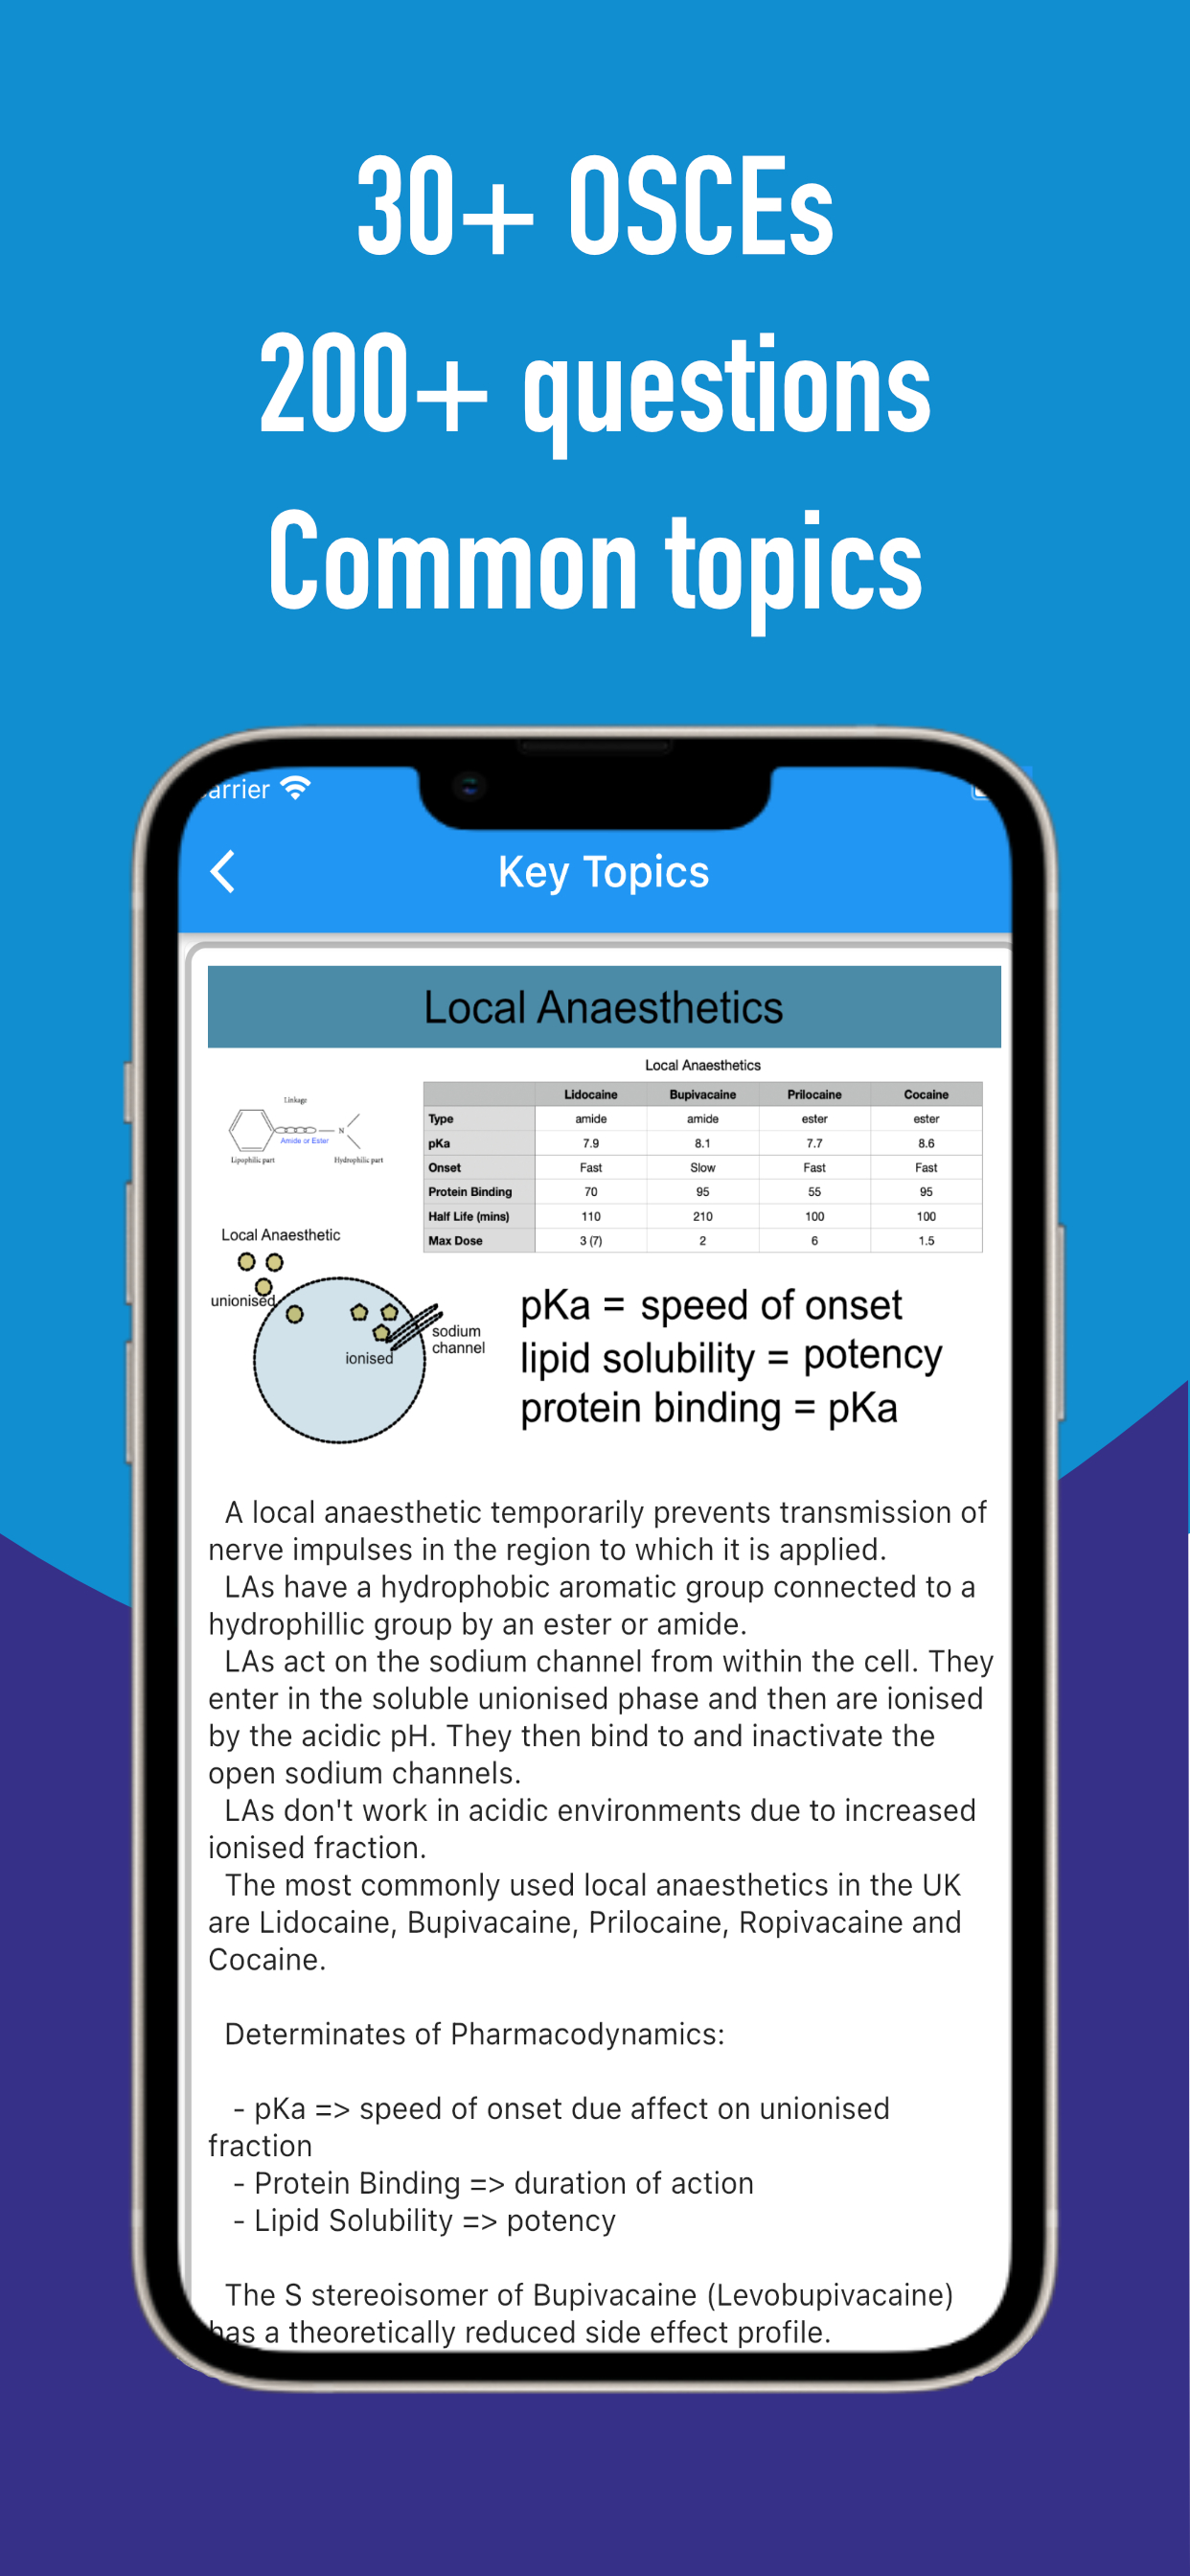 30+ OSCEs
200+ questions
Common topics
arrier
Key Topics
Local Anaesthetics
Linkage
N
Amide or Ester
Lipophilic part
Hydrophilic part
Local Anaesthetics
Lidocaine Bupivacaine Prilocaine Cocaine
Type amide amide ester ester
pKa 7.9 8.1 7.7 8.6
Onset Fast Slow Fast Fast
Protein Binding 70 95 55 95
Half Life (mins) 110 210 100 100
Max Dose 3 (7) 2 6 1.5
Local Anaesthetic
unionised
ionised
sodium
channel
pKa = speed of onset
lipid solubility = potency
protein binding = pKa
A local anaesthetic temporarily prevents transmission of
nerve impulses in the region to which it is applied.
LAs have a hydrophobic aromatic group connected to a
hydrophillic group by an ester or amide.
LAs act on the sodium channel from within the cell. They
enter in the soluble unionised phase and then are ionised
by the acidic pH. They then bind to and inactivate the
open sodium channels.
LAs don't work in acidic environments due to increased
ionised fraction.
The most commonly used local anaesthetics in the UK
are Lidocaine, Bupivacaine, Prilocaine, Ropivacaine and
Cocaine.
Determinates of Pharmacodynamics:
- pKa => speed of onset due affect on unionised
fraction
- Protein Binding => duration of action
- Lipid Solubility => potency
The S stereoisomer of Bupivacaine (Levobupivacaine)
has a theoretically reduced side effect profile.